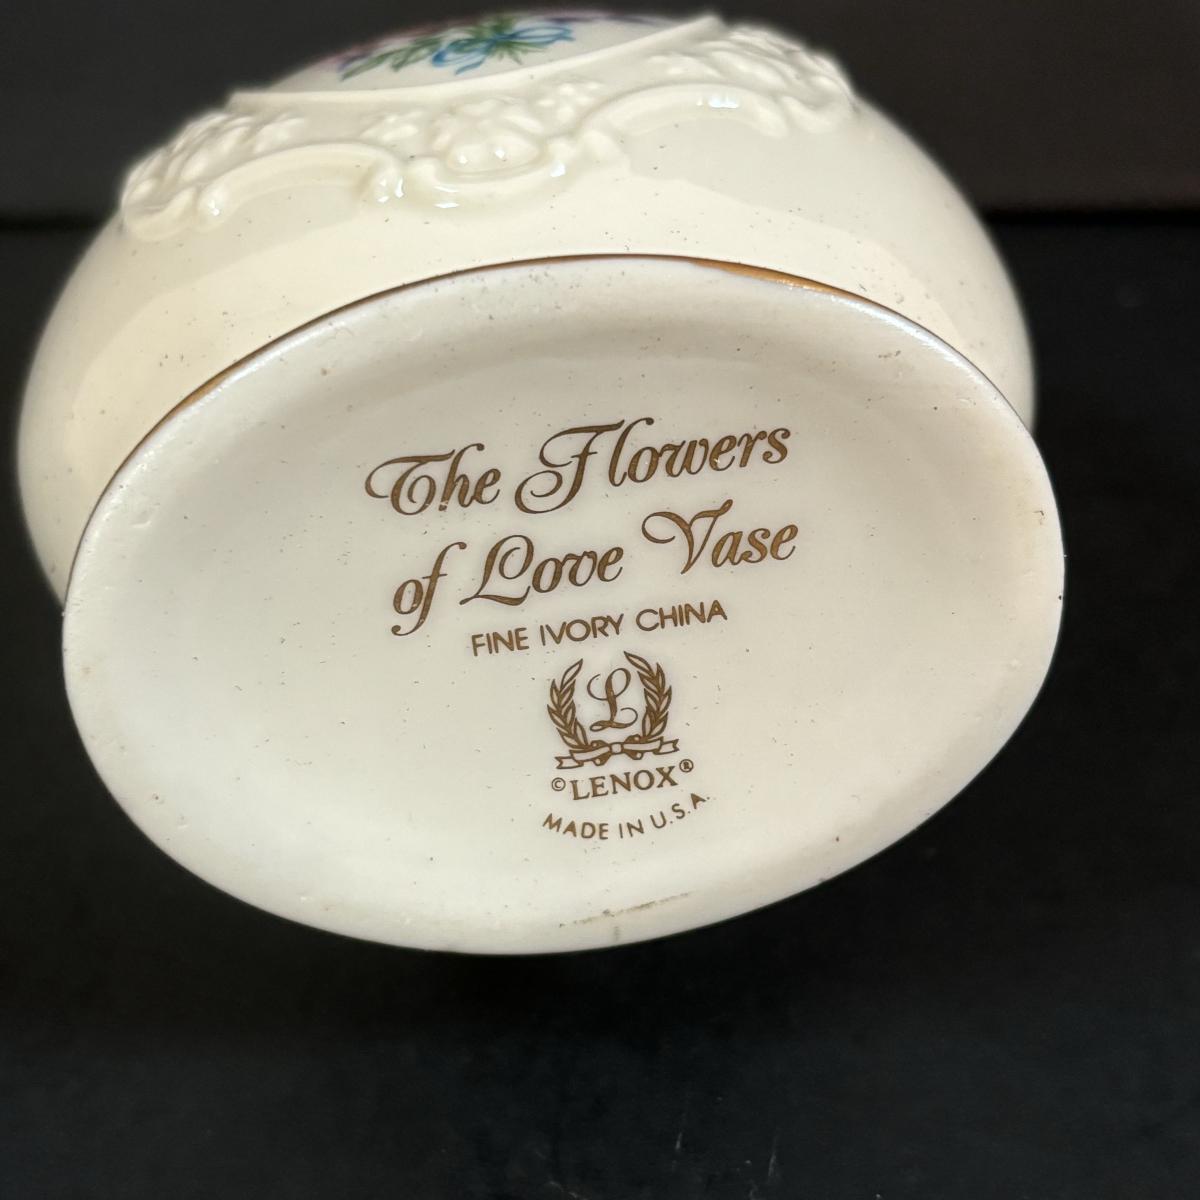 The Flowers
of Love Vase
FINE IVORY CHINA
L
©LENOX®
MADE IN U.S.A.